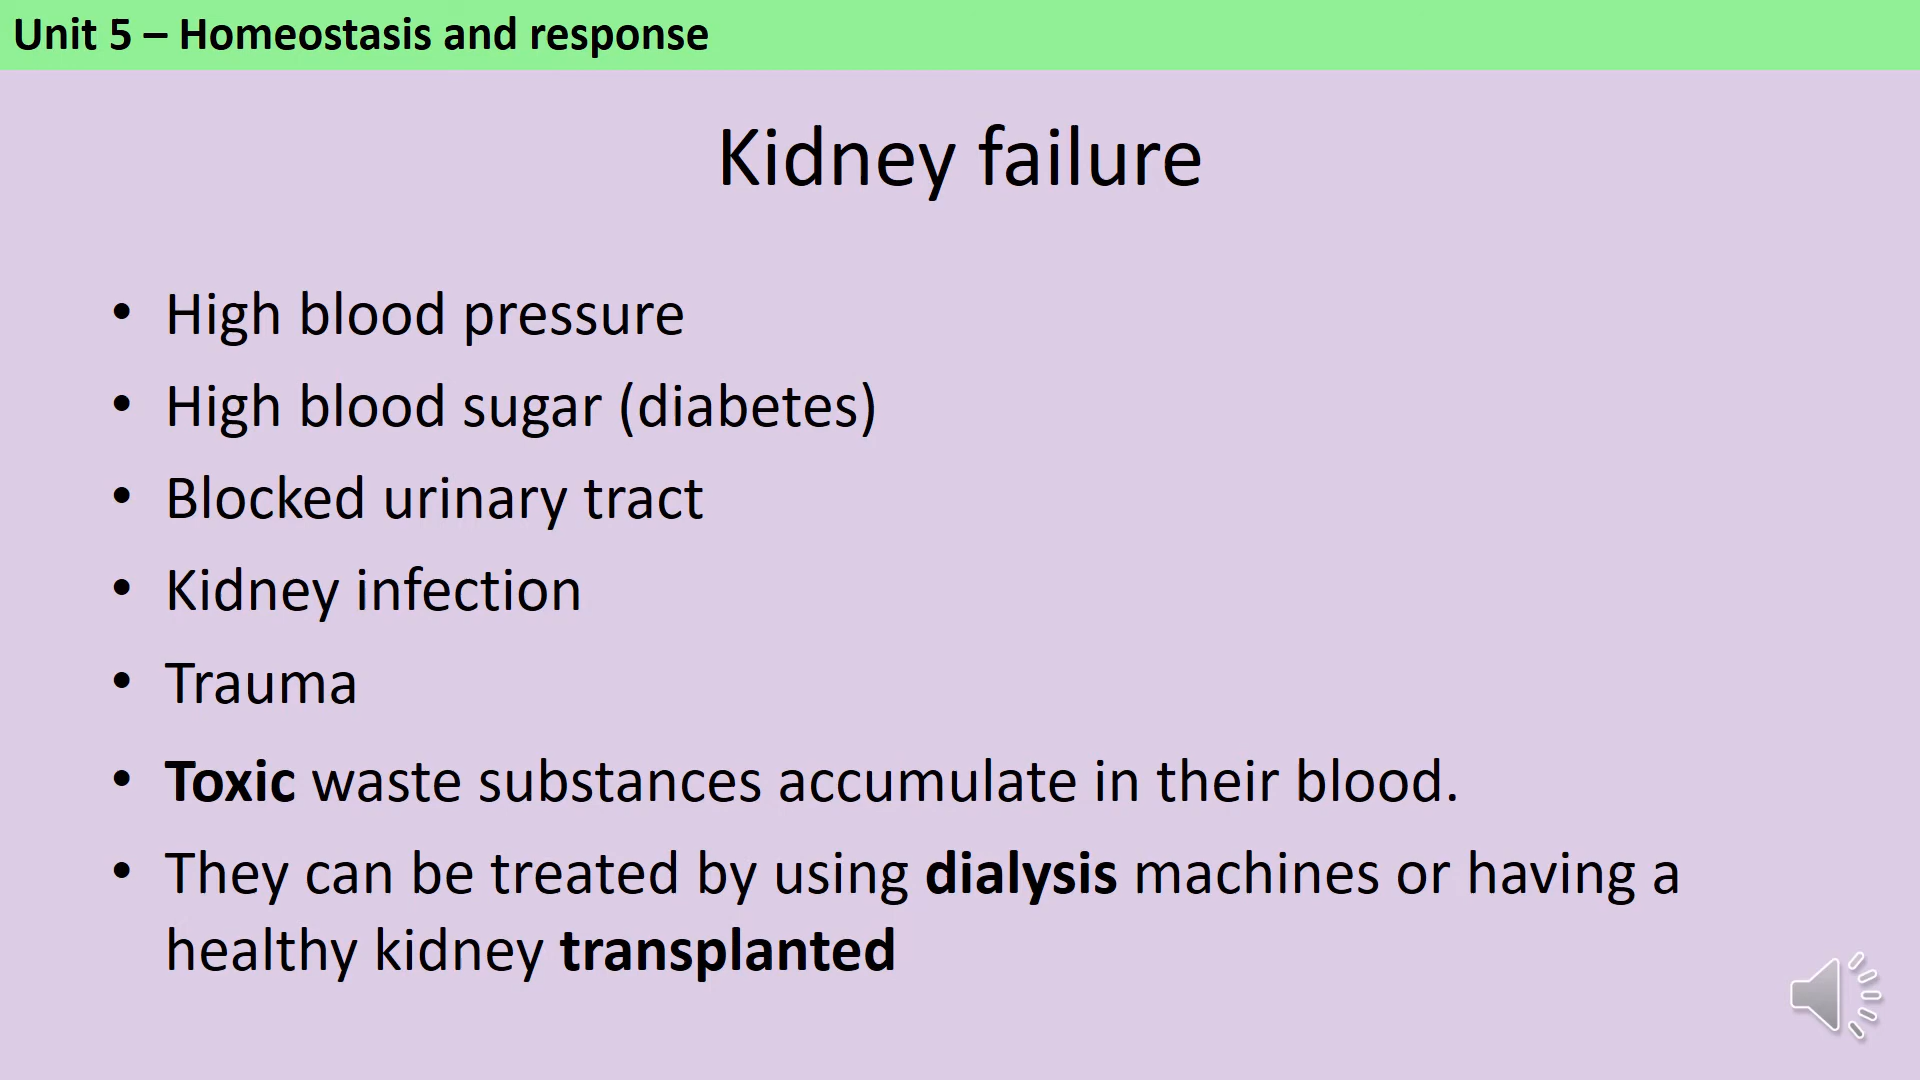 Unit 5 – Homeostasis and response
Kidney failure
• High blood pressure
• High blood sugar (diabetes)
• Blocked urinary tract
• Kidney infection
• Trauma
• Toxic waste substances accumulate in their blood.
• They can be treated by using dialysis machines or having a
healthy kidney transplanted